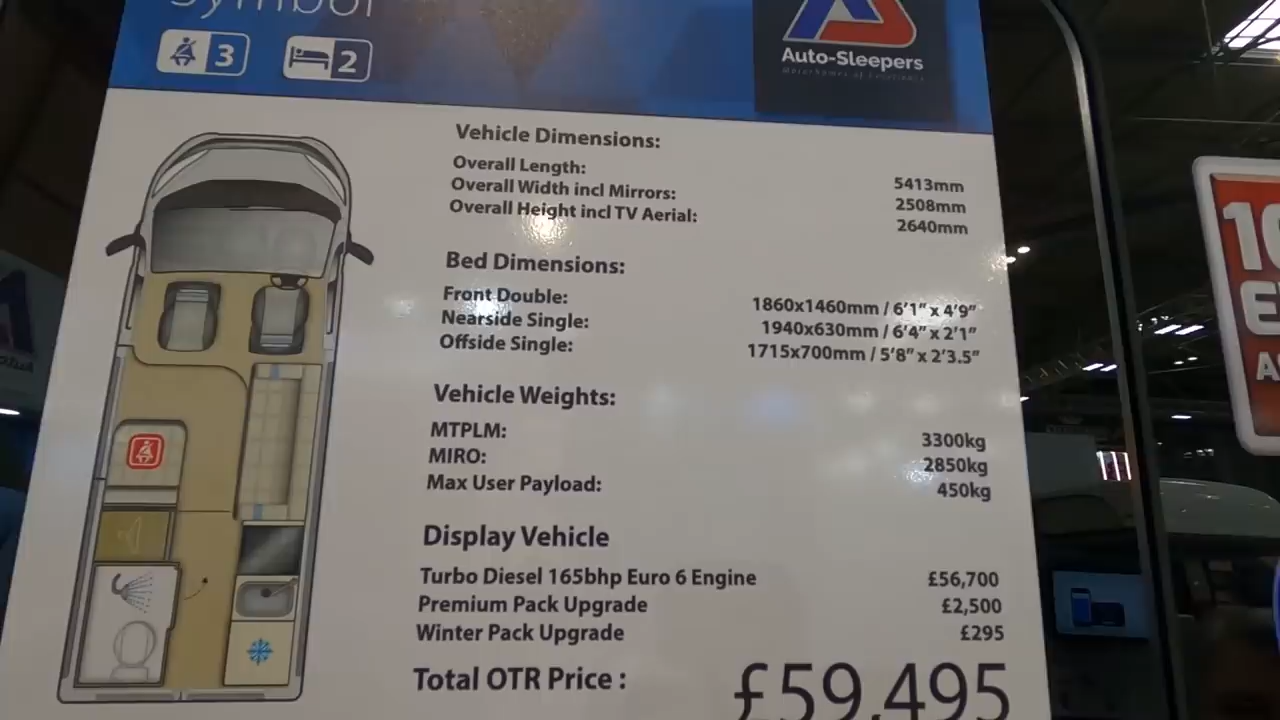 Symbol
3
2
Auto-Sleepers
Vehicle Dimensions:
Overall Length: 5413mm
Overall Width incl Mirrors: 2508mm
Overall Height incl TV Aerial: 2640mm
Bed Dimensions:
Front Double: 1860x1460mm / 6'1" x 4'9"
Nearside Single: 1940x630mm / 6'4" x 2'1"
Offside Single: 1715x700mm / 5'8" x 2'3.5"
Vehicle Weights:
MTPLM: 3300kg
MIRO: 2850kg
Max User Payload: 450kg
Display Vehicle
Turbo Diesel 165bhp Euro 6 Engine £56,700
Premium Pack Upgrade £2,500
Winter Pack Upgrade £295
Total OTR Price : £59,495
10